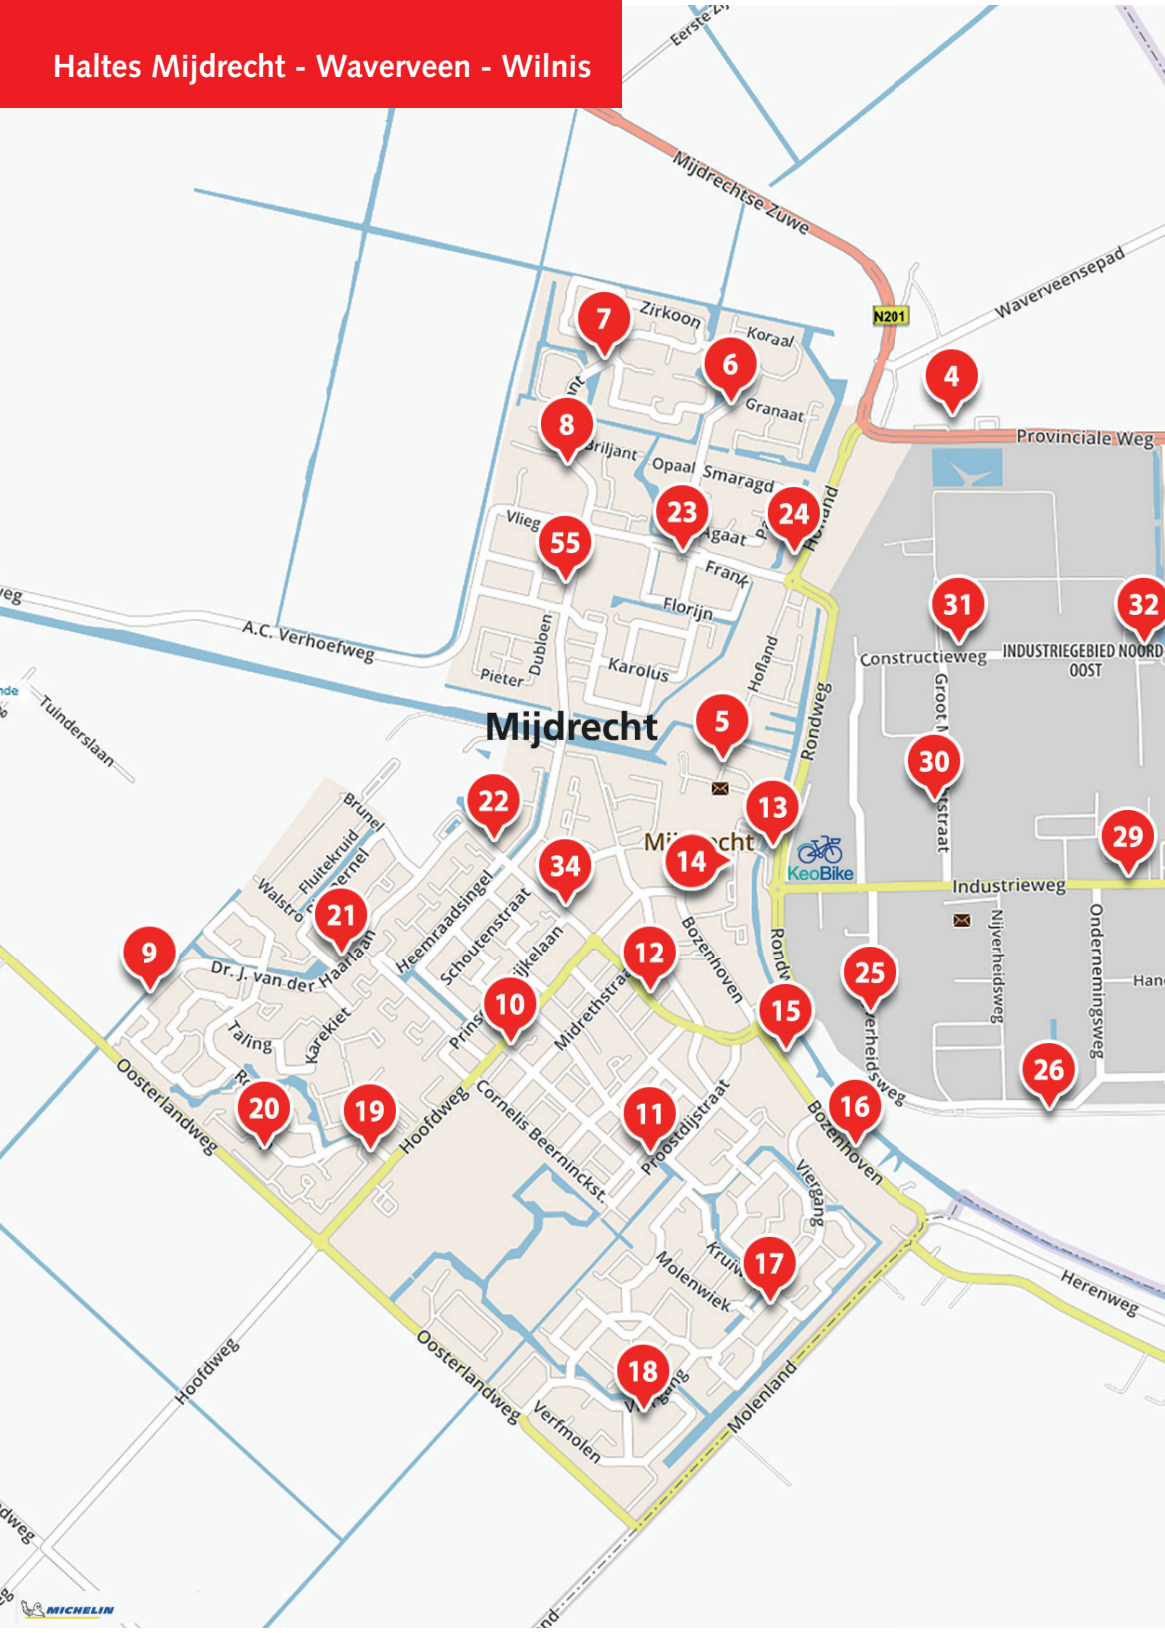 Haltes Mijdrecht - Waverveen - Wilnis
Mijdrechtse Zuwe
Waverveensepad
N201
7
Zirkoon
Koraal
6
4
Granaat
8
Briljant
Provinciale Weg
Opaal
Smaragd
23
24
Vlieg
Agaat
55
Frank
Florijn
31
32
A.C. Verhoefweg
Dubloen
Karolus
Hofland
Pieter
Constructieweg
INDUSTRIEGEBIED NOORD
OOST
Tuinderslaan
Mijdrecht
5
Rondweg
30
22
13
Brunel
29
34
14
KeoBike
Fluitekruid
Industrieweg
21
Heemraadsingel
Schoutenstraat
9
12
Bozenhoven
Nijverheidsweg
Ondernemingsweg
Dr. J. van der Haarlaan
25
10
15
Taling
Karekiet
26
Oosterlandweg
20
19
Hoofdweg
Cornelis Beerninckst.
11
Proostdijstraat
16
Bozenhoven
Viergang
17
Molenwiek
Herenweg
Hoofdweg
Oosterlandweg
18
Verfmolen
Molenland
MICHELIN